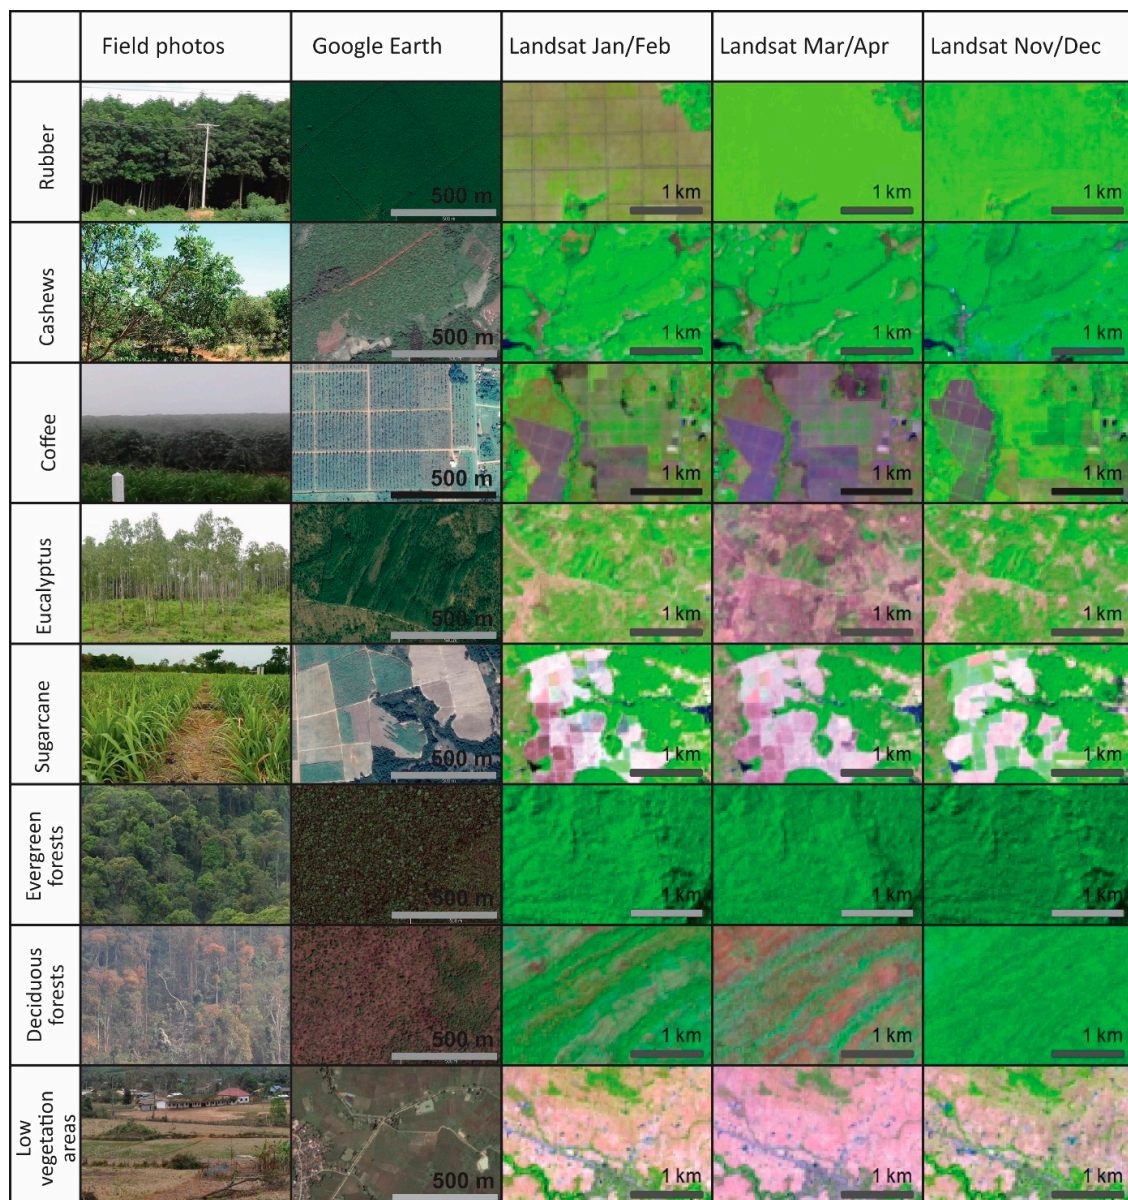 Field photos
Google Earth
Landsat Jan/Feb
Landsat Mar/Apr
Landsat Nov/Dec
Rubber
500 m
1 km
1 km
1 km
Cashews
500 m
1 km
1 km
1 km
Coffee
500 m
1 km
1 km
1 km
Eucalyptus
500 m
1 km
1 km
1 km
Sugarcane
500 m
1 km
1 km
1 km
Evergreen
forests
500 m
1 km
1 km
1 km
Deciduous
forests
500 m
1 km
1 km
1 km
Low
vegetation
areas
500 m
1 km
1 km
1 km